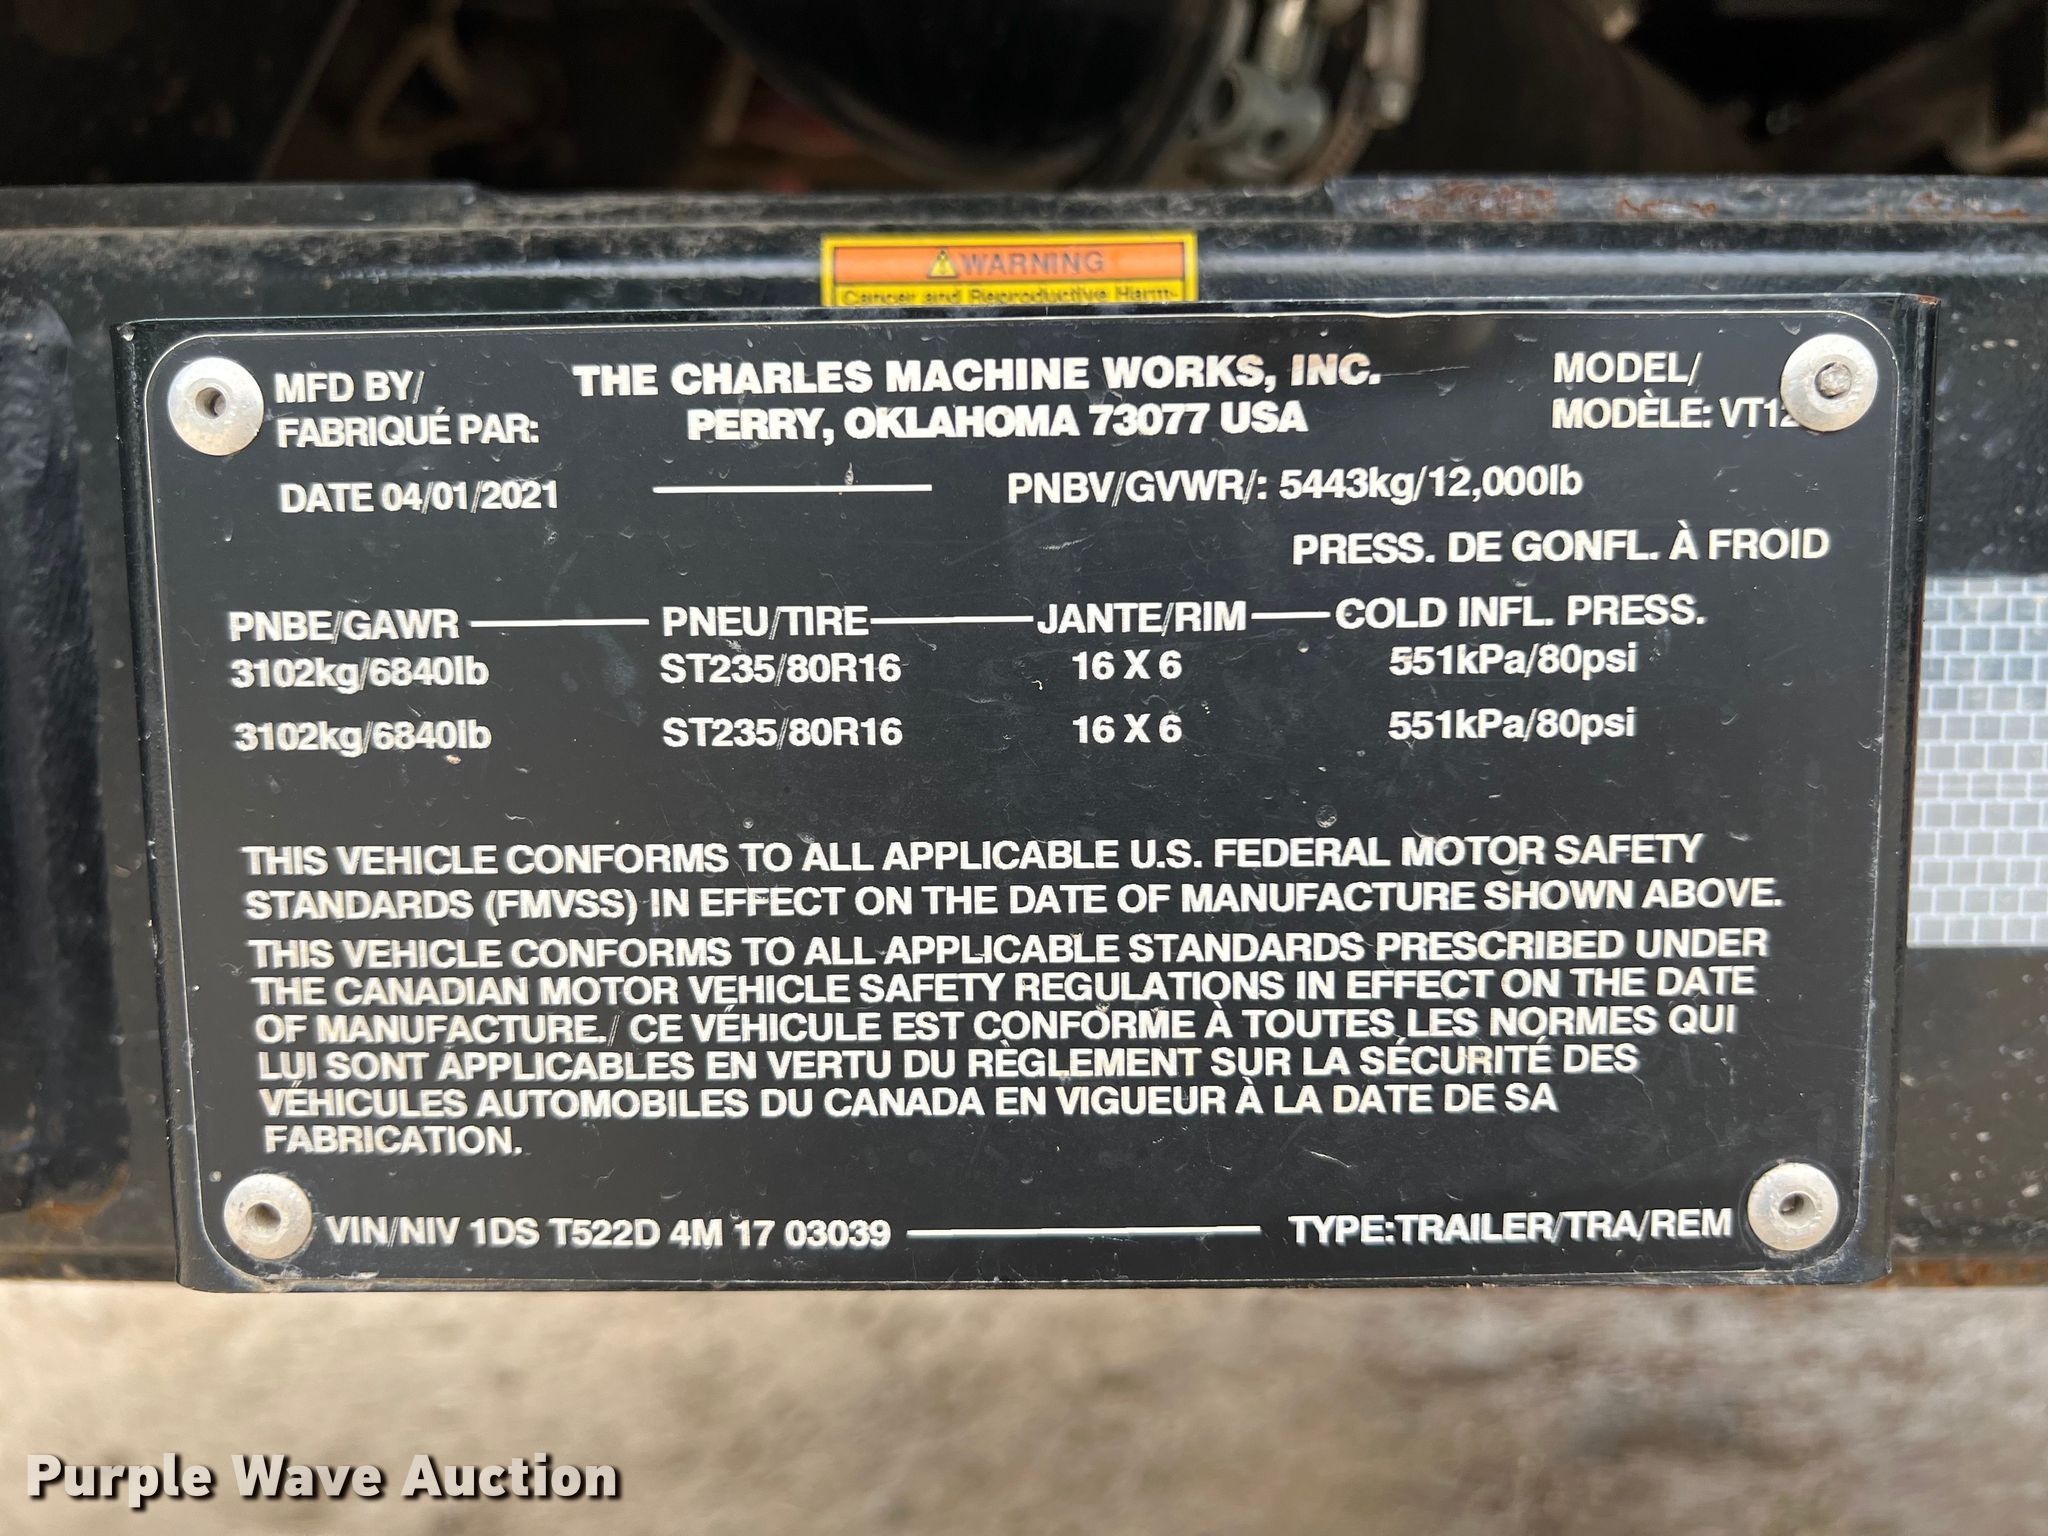 WARNING
Cancer and Reproductive Harm-
MFD BY/ THE CHARLES MACHINE WORKS, INC. MODEL/
FABRIQUÉ PAR: PERRY, OKLAHOMA 73077 USA MODÈLE: VT12
DATE 04/01/2021 PNBV/GVWR/: 5443kg/12,000lb
PRESS. DE GONFL. À FROID
PNBE/GAWR PNEU/TIRE JANTE/RIM COLD INFL. PRESS.
3102kg/6840lb ST235/80R16 16 X 6 551kPa/80psi
3102kg/6840lb ST235/80R16 16 X 6 551kPa/80psi
THIS VEHICLE CONFORMS TO ALL APPLICABLE U.S. FEDERAL MOTOR SAFETY
STANDARDS (FMVSS) IN EFFECT ON THE DATE OF MANUFACTURE SHOWN ABOVE.
THIS VEHICLE CONFORMS TO ALL APPLICABLE STANDARDS PRESCRIBED UNDER
THE CANADIAN MOTOR VEHICLE SAFETY REGULATIONS IN EFFECT ON THE DATE
OF MANUFACTURE./ CE VÉHICULE EST CONFORME À TOUTES LES NORMES QUI
LUI SONT APPLICABLES EN VERTU DU RÈGLEMENT SUR LA SÉCURITÉ DES
VÉHICULES AUTOMOBILES DU CANADA EN VIGUEUR À LA DATE DE SA
FABRICATION.
VIN/NIV 1DS T522D 4M 17 03039 TYPE:TRAILER/TRA/REM
Purple Wave Auction